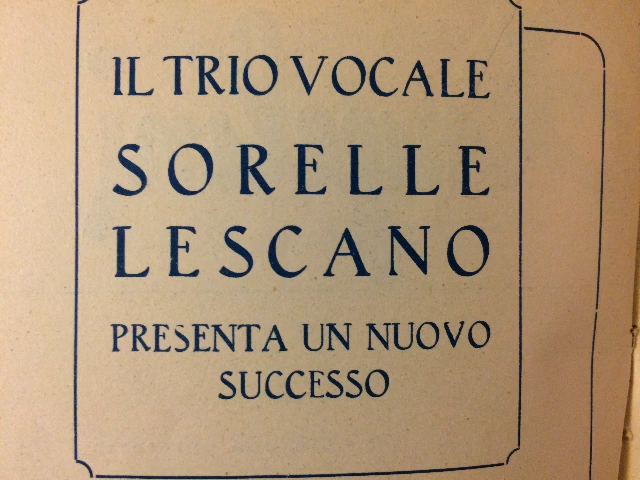 IL TRIO VOCALE
SORELLE
LESCANO
PRESENTA UN NUOVO
SUCCESSO